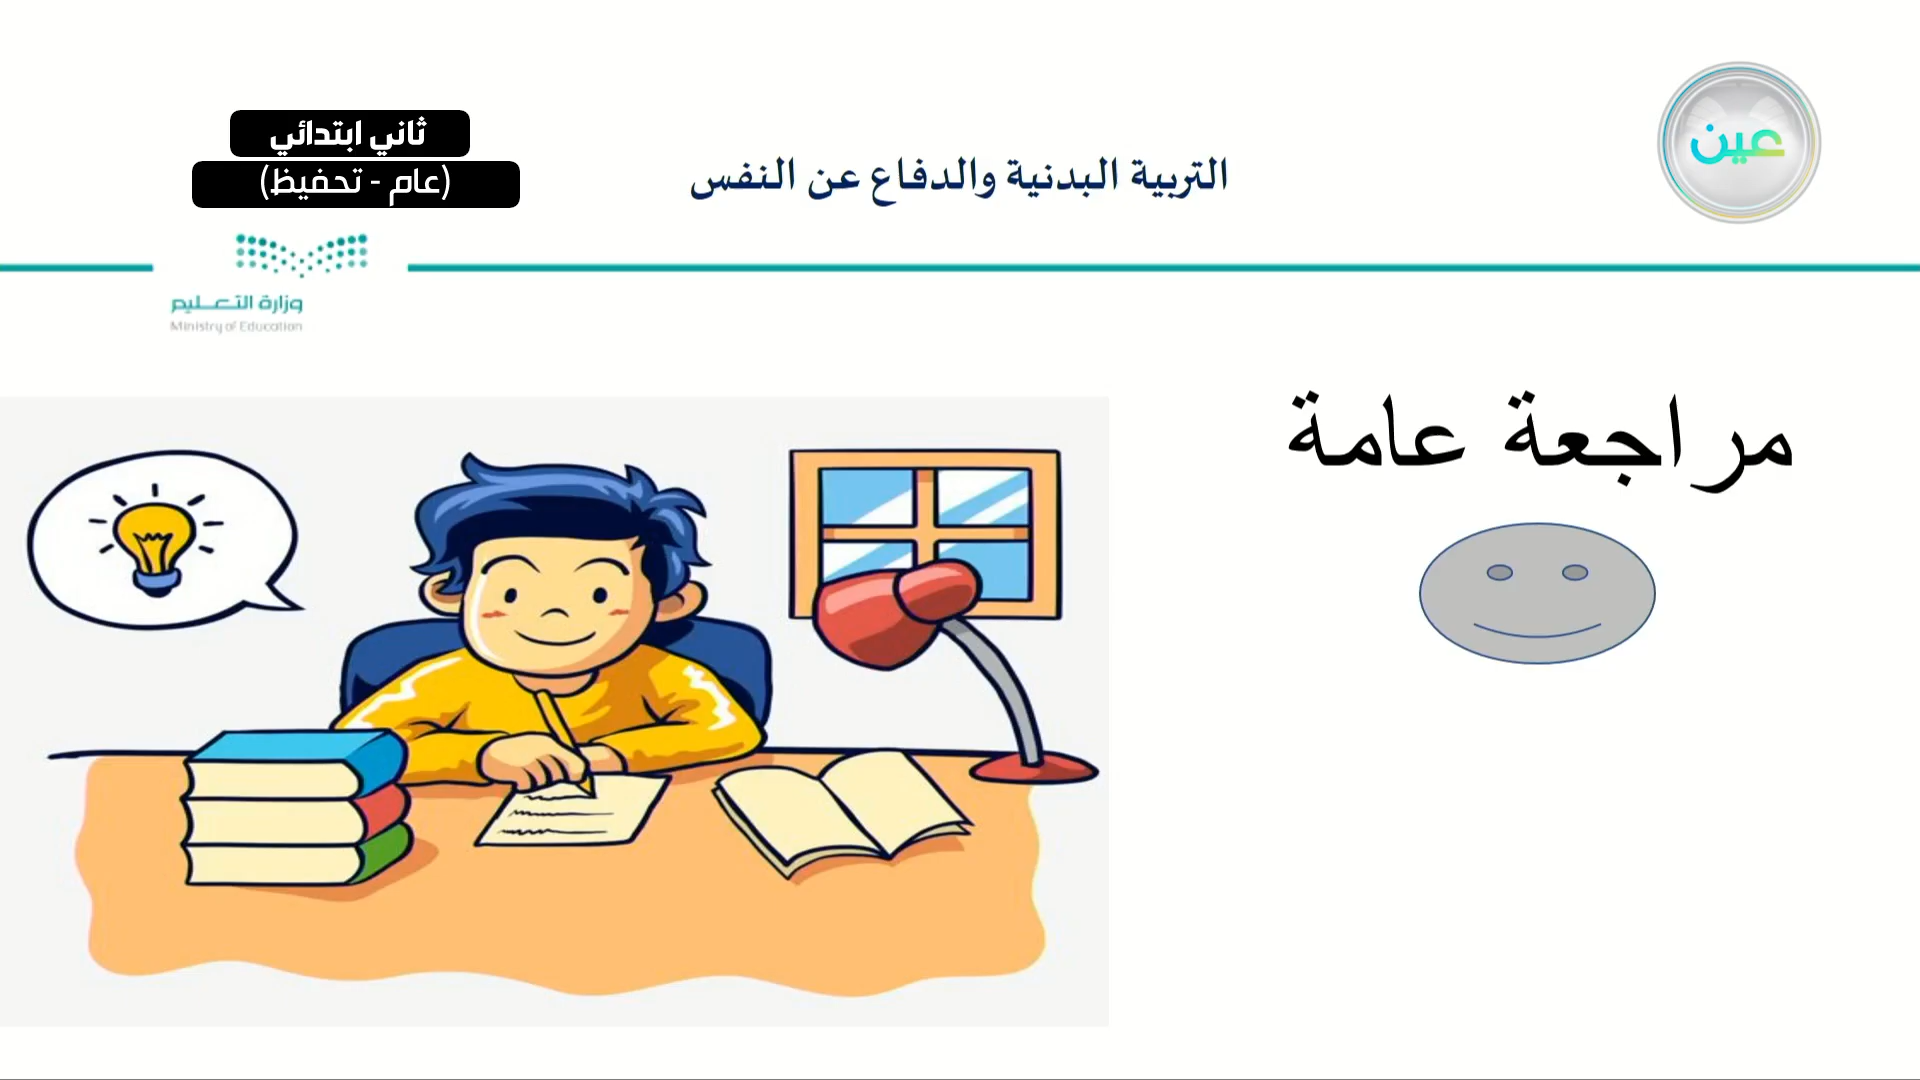 عين
ثاني ابتدائي
(عام - تحفيظ)
التربية البدنية والدفاع عن النفس
وزارة التعليم
Ministry of Education
مراجعة عامة